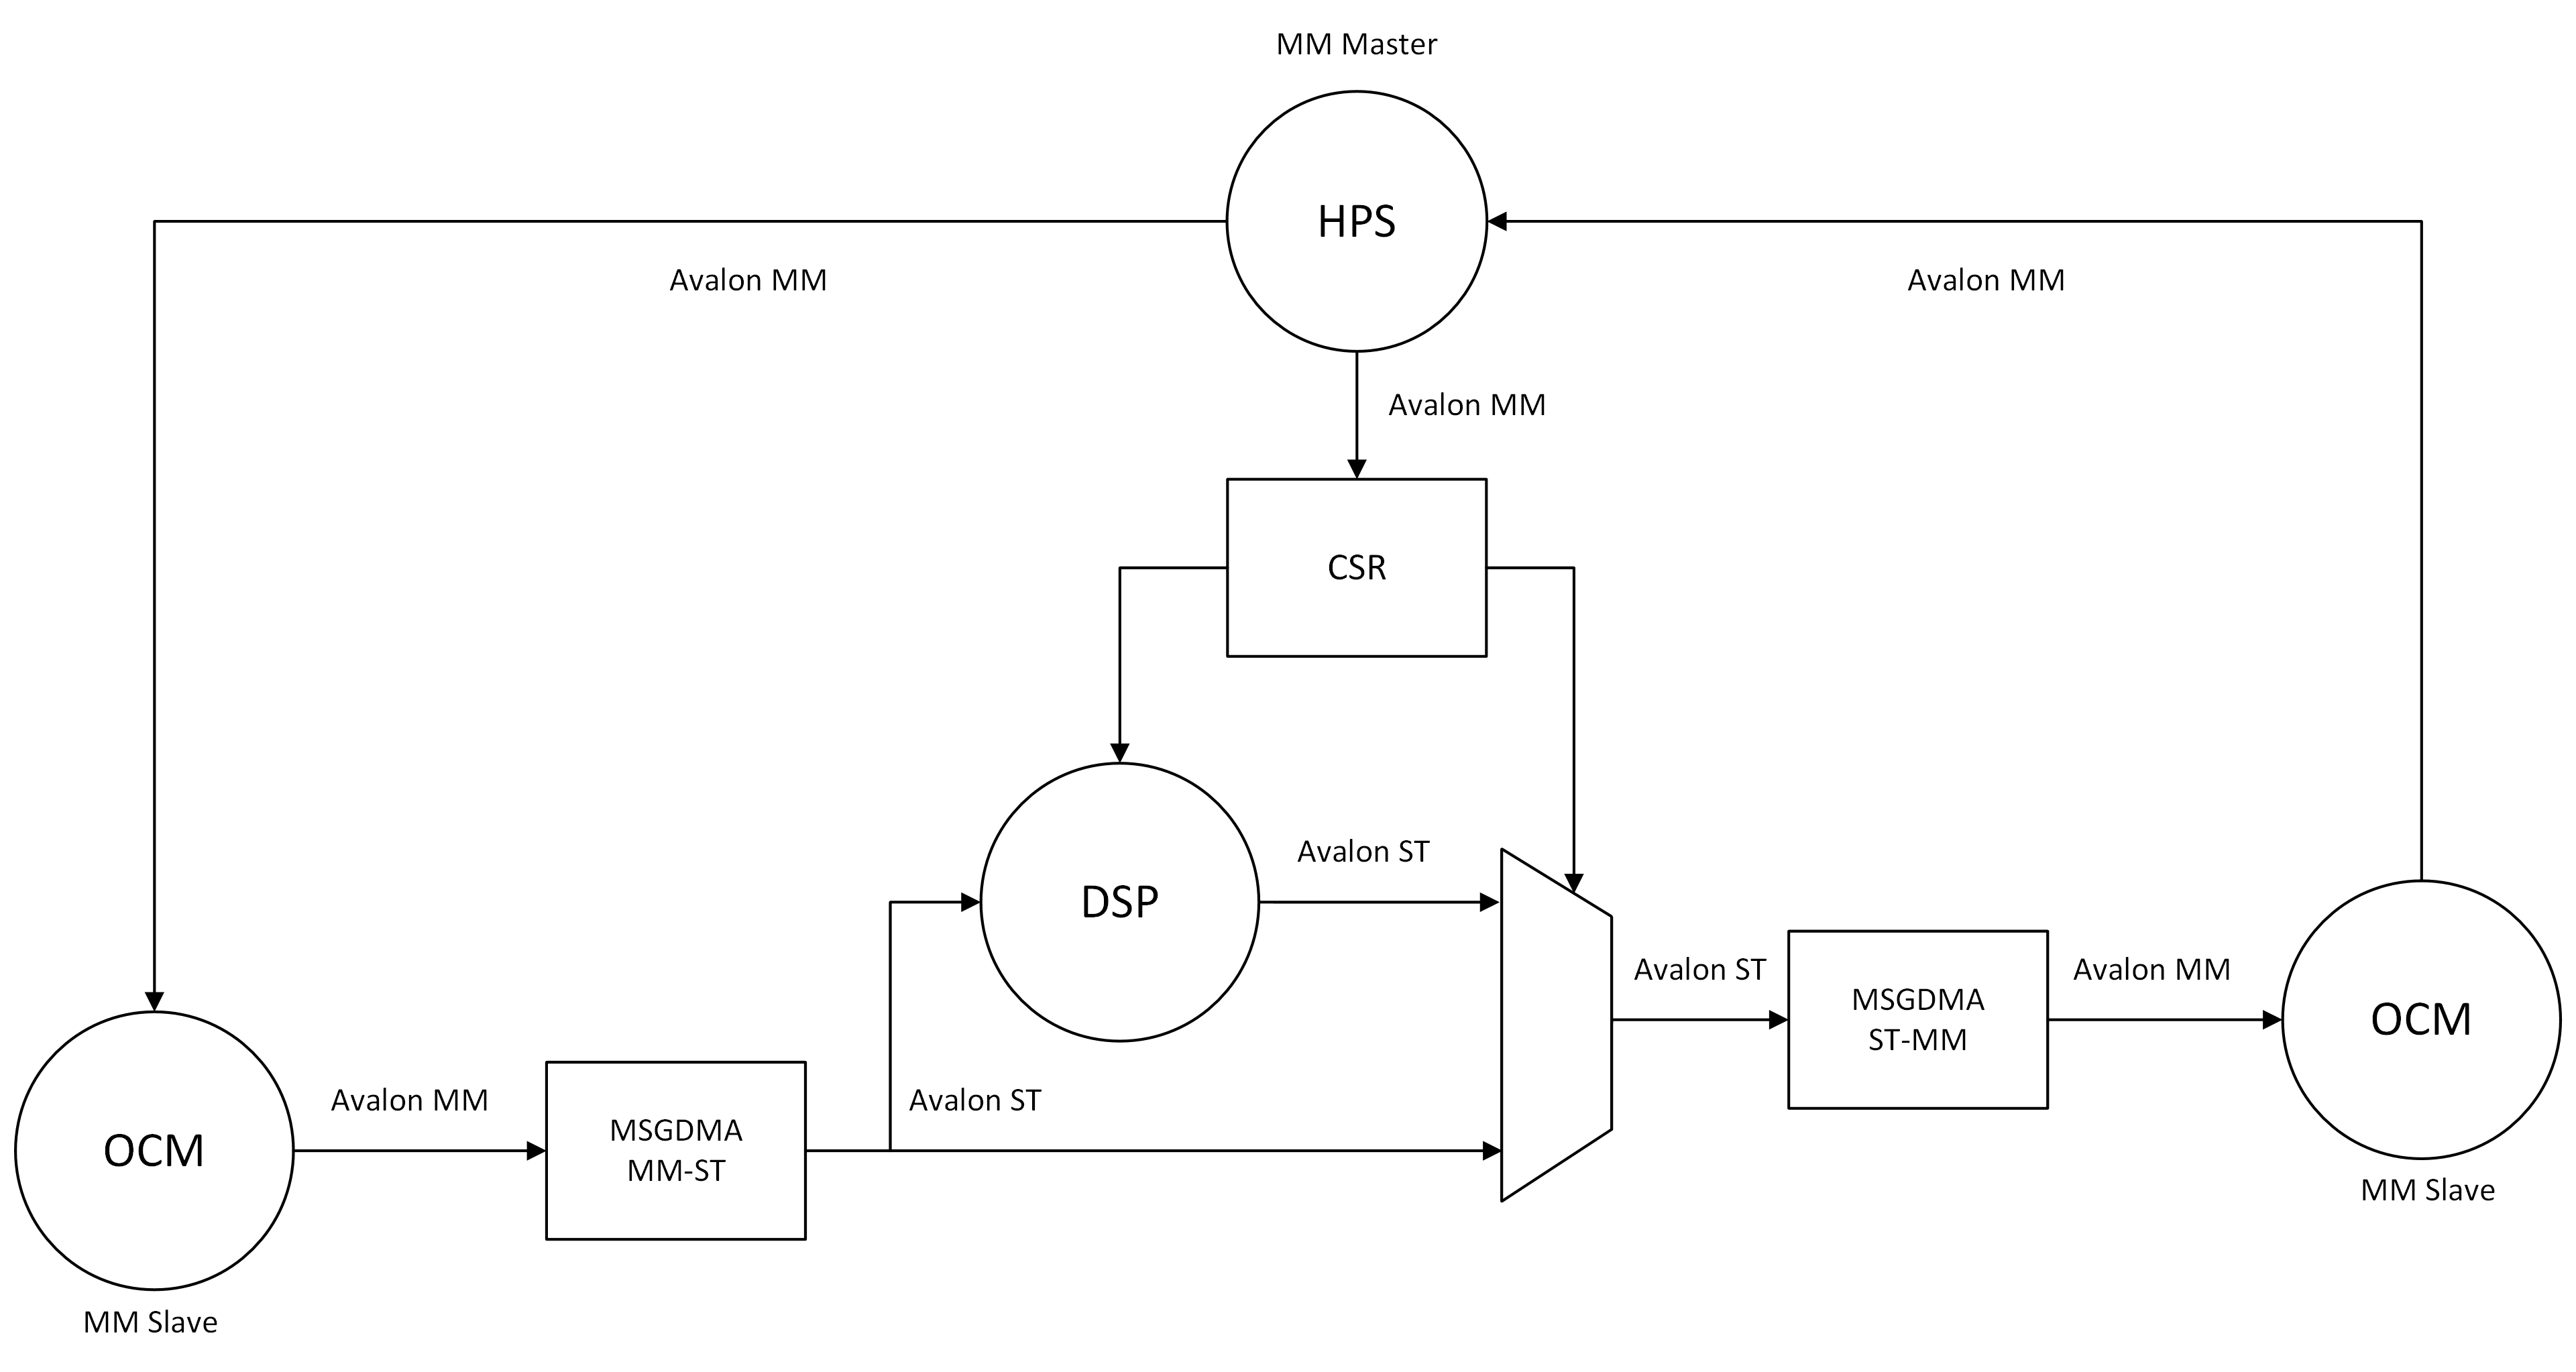 MM Master
HPS
Avalon MM
Avalon MM
Avalon MM
CSR
Avalon ST
DSP
Avalon ST
MSGDMA
ST-MM
Avalon MM
OCM
MM Slave
Avalon MM
Avalon ST
MSGDMA
MM-ST
OCM
MM Slave